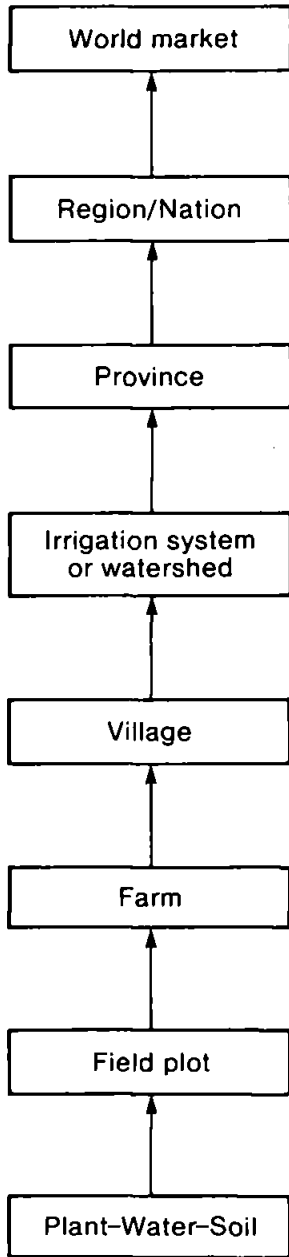 World market
Region/Nation
Province
Irrigation system
or watershed
Village
Farm
Field plot
Plant–Water–Soil